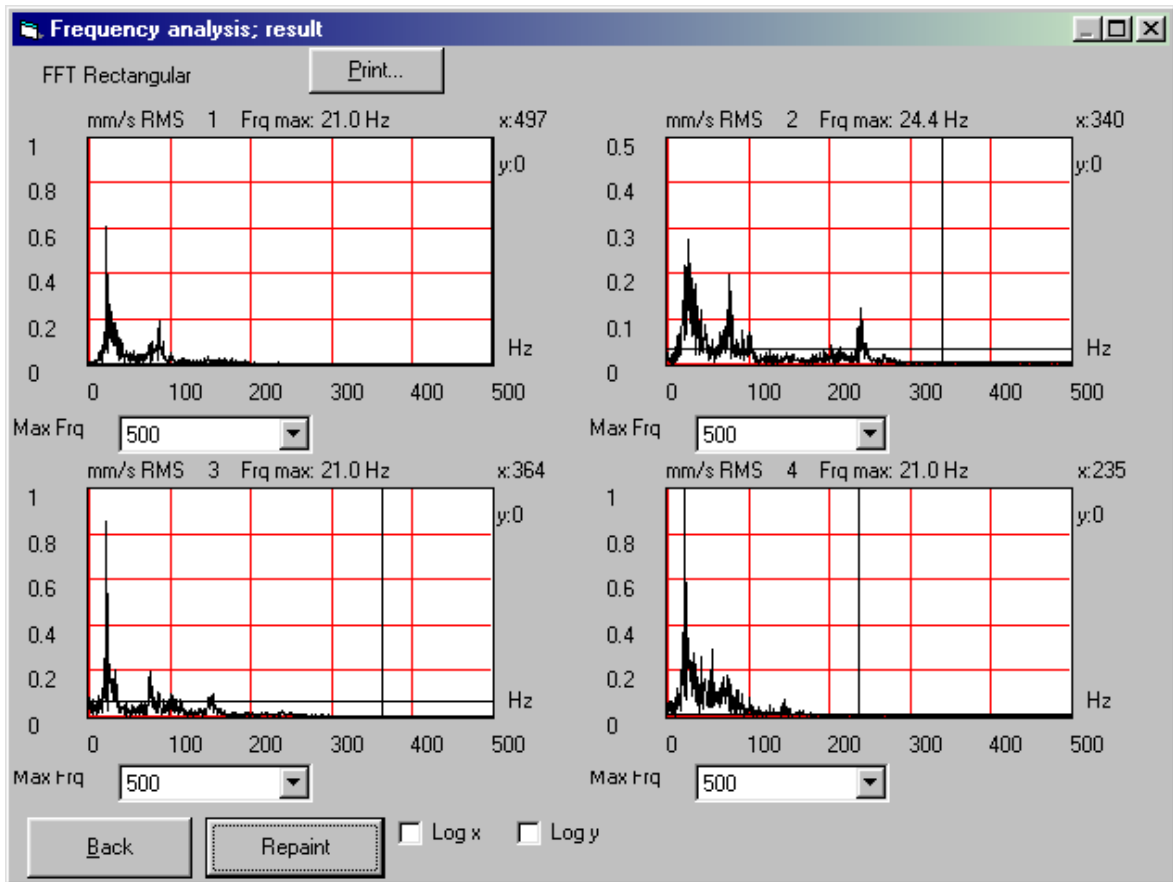 Frequency analysis; result
FFT Rectangular
Print...
mm/s RMS 1 Frq max: 21.0 Hz x:497
y:0
1
0.8
0.6
0.4
0.2
0
Hz
0 100 200 300 400 500
Max Frq 500
mm/s RMS 2 Frq max: 24.4 Hz x:340
y:0
0.5
0.4
0.3
0.2
0.1
0
Hz
0 100 200 300 400 500
Max Frq 500
mm/s RMS 3 Frq max: 21.0 Hz x:364
y:0
1
0.8
0.6
0.4
0.2
0
Hz
0 100 200 300 400 500
Max Frq 500
mm/s RMS 4 Frq max: 21.0 Hz x:235
y:0
1
0.8
0.6
0.4
0.2
0
Hz
0 100 200 300 400 500
Max Frq 500
Back Repaint Log x Log y